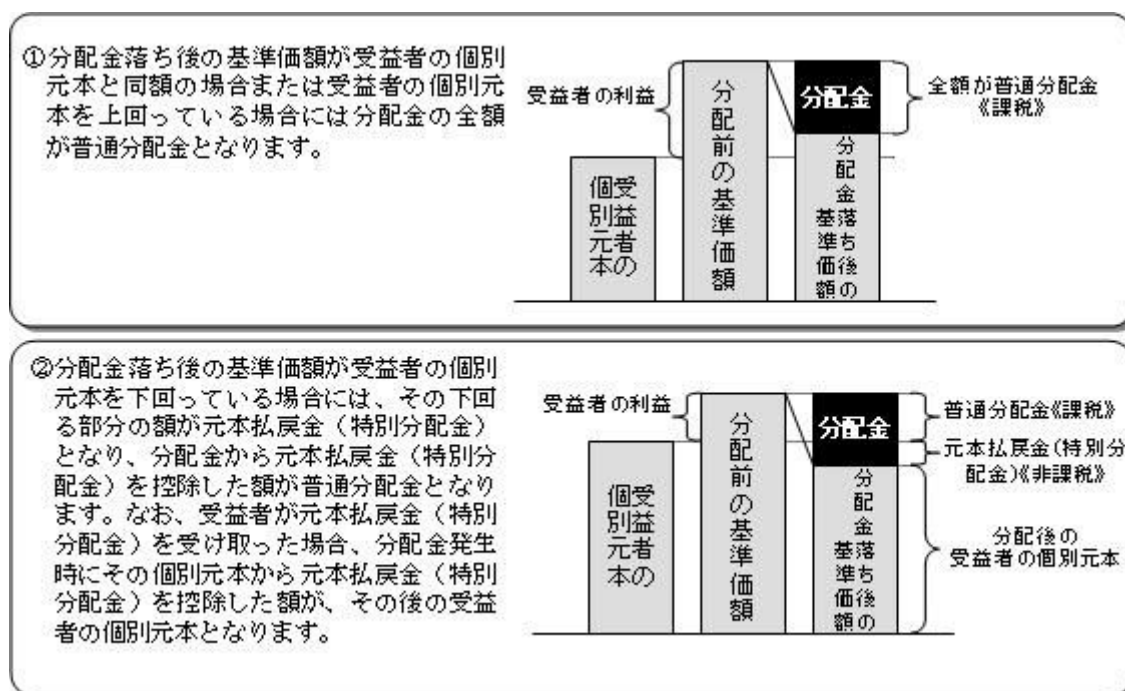 ①分配金落ち後の基準価額が受益者の個別
元本と同額の場合または受益者の個別元
本を上回っている場合には分配金の全額
が普通分配金となります。
受益者の利益
受益者の
個別元本
分配前の基準価額
分配金
分配金落ち後の
基準価額
全額が普通分配金
《課税》
②分配金落ち後の基準価額が受益者の個別
元本を下回っている場合には、その下回
る部分の額が元本払戻金（特別分配金）
となり、分配金から元本払戻金（特別分
配金）を控除した額が普通分配金となり
ます。なお、受益者が元本払戻金（特別
分配金）を受け取った場合、分配金発生
時にその個別元本から元本払戻金（特別
分配金）を控除した額が、その後の受益
者の個別元本となります。
受益者の利益
受益者の
個別元本
分配前の基準価額
分配金
分配金落ち後の
基準価額
普通分配金《課税》
元本払戻金(特別分
配金)《非課税》
分配後の
受益者の個別元本